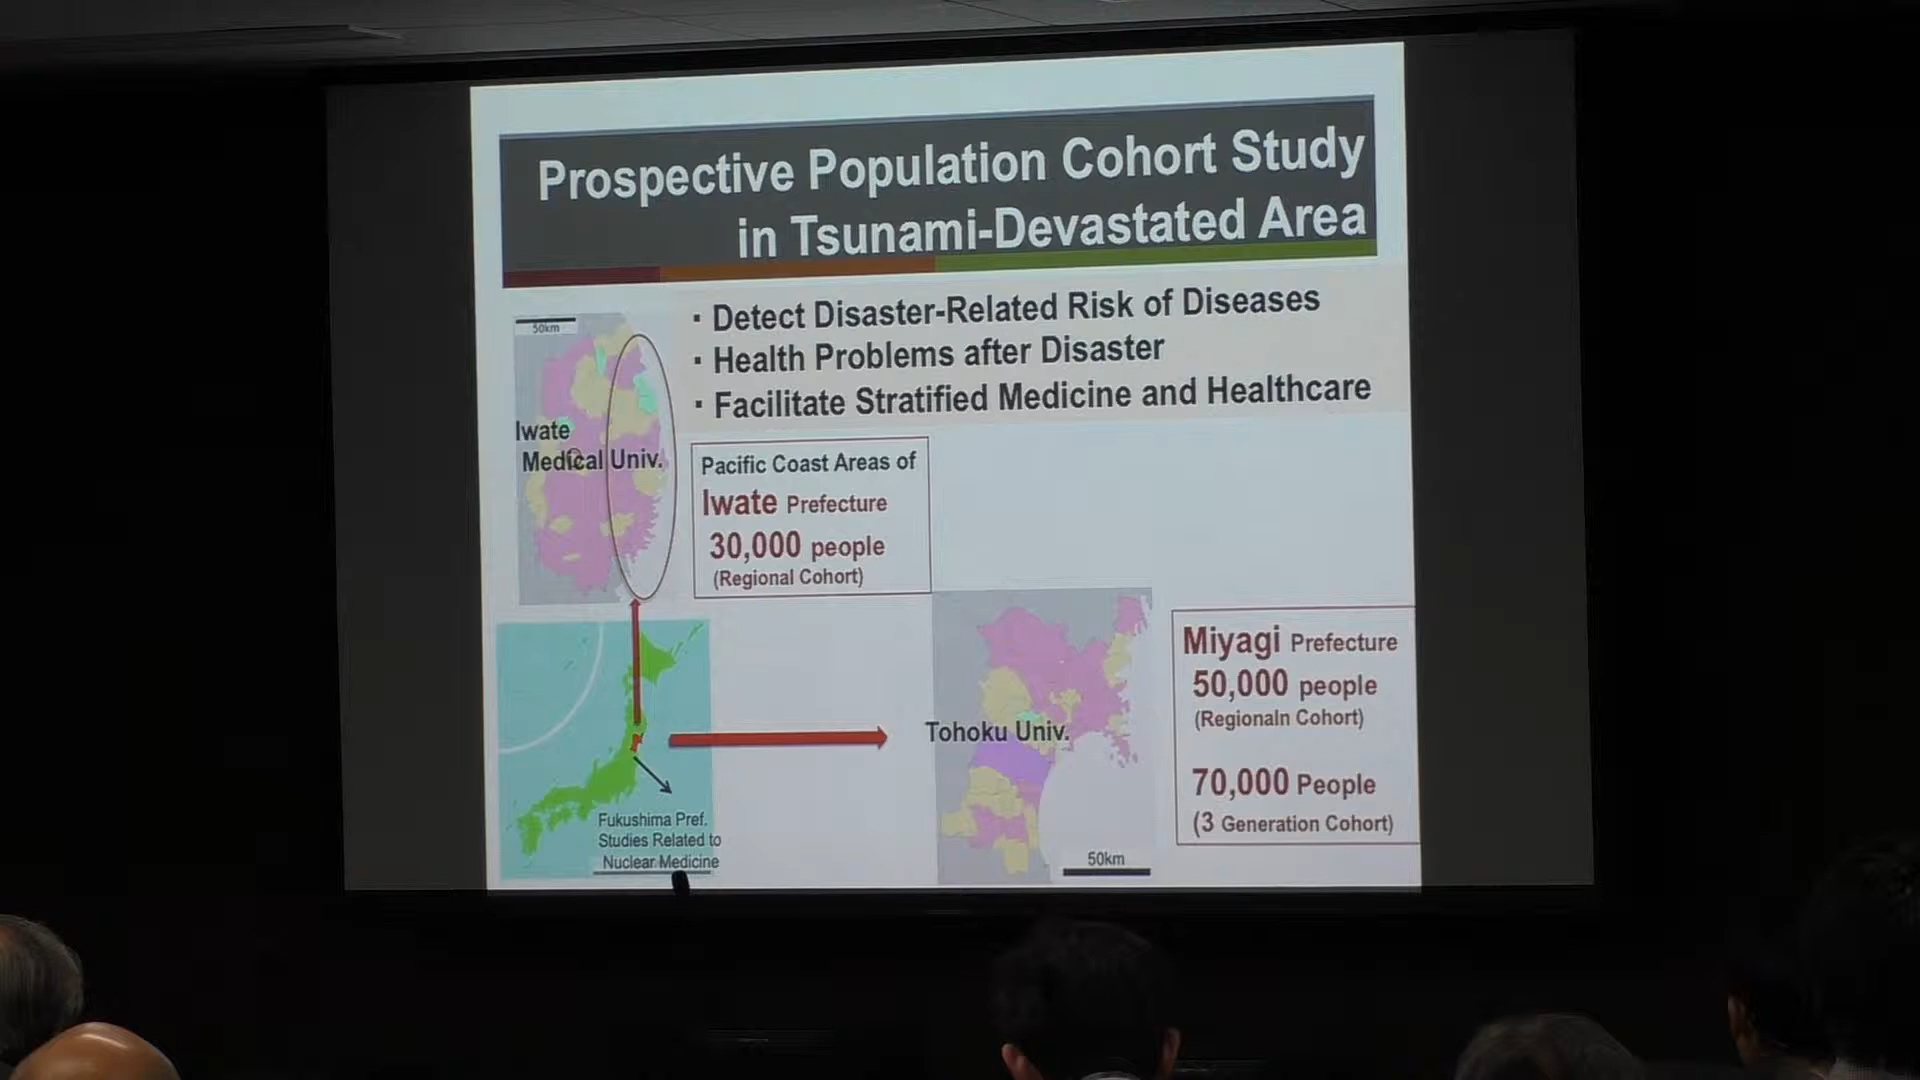 Prospective Population Cohort Study
in Tsunami-Devastated Area
· Detect Disaster-Related Risk of Diseases
· Health Problems after Disaster
· Facilitate Stratified Medicine and Healthcare
50km
Iwate
Medical Univ.
Pacific Coast Areas of
Iwate Prefecture
30,000 people
(Regional Cohort)
Tohoku Univ.
50km
Miyagi Prefecture
50,000 people
(Regionaln Cohort)
70,000 People
(3 Generation Cohort)
Fukushima Pref.
Studies Related to
Nuclear Medicine